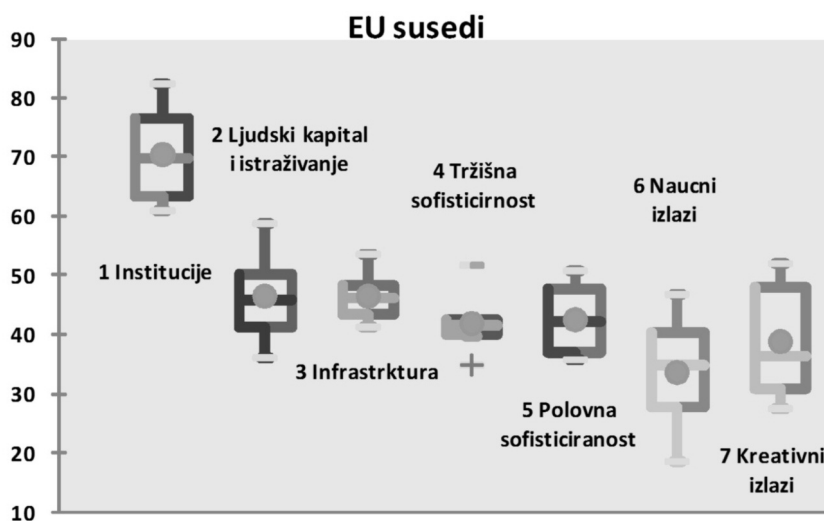 EU susedi
90
80
70
60
50
40
30
20
10
1 Institucije
2 Ljudski kapital
i istraživanje
3 Infrastrktura
4 Tržišna
sofisticirnost
5 Polovna
sofisticiranost
6 Naucni
izlazi
7 Kreativni
izlazi